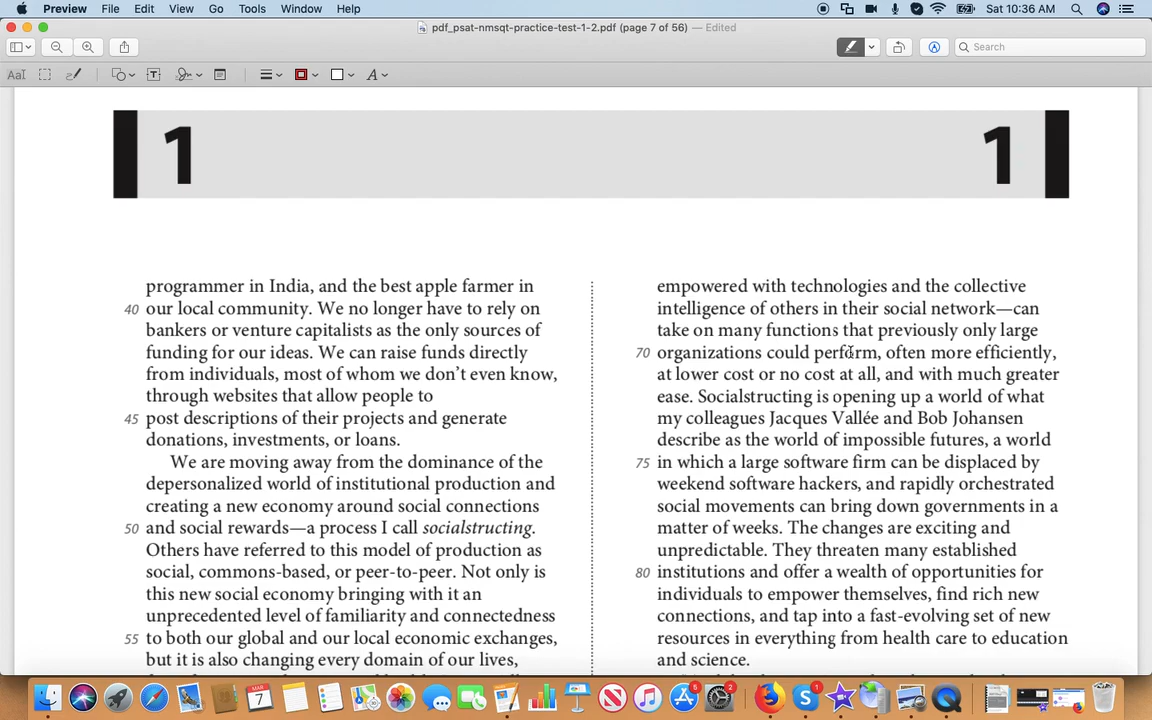 Preview File Edit View Go Tools Window Help Sat 10:36 AM
pdf_psat-nmsqt-practice-test-1-2.pdf (page 7 of 56) — Edited
Search
AaI T A
1 1
programmer in India, and the best apple farmer in
40 our local community. We no longer have to rely on
bankers or venture capitalists as the only sources of
funding for our ideas. We can raise funds directly
from individuals, most of whom we don't even know,
through websites that allow people to
45 post descriptions of their projects and generate
donations, investments, or loans.
We are moving away from the dominance of the
depersonalized world of institutional production and
creating a new economy around social connections
50 and social rewards—a process I call socialstructing.
Others have referred to this model of production as
social, commons-based, or peer-to-peer. Not only is
this new social economy bringing with it an
unprecedented level of familiarity and connectedness
55 to both our global and our local economic exchanges,
but it is also changing every domain of our lives,
empowered with technologies and the collective
intelligence of others in their social network—can
take on many functions that previously only large
70 organizations could perform, often more efficiently,
at lower cost or no cost at all, and with much greater
ease. Socialstructing is opening up a world of what
my colleagues Jacques Vallée and Bob Johansen
describe as the world of impossible futures, a world
75 in which a large software firm can be displaced by
weekend software hackers, and rapidly orchestrated
social movements can bring down governments in a
matter of weeks. The changes are exciting and
unpredictable. They threaten many established
80 institutions and offer a wealth of opportunities for
individuals to empower themselves, find rich new
connections, and tap into a fast-evolving set of new
resources in everything from health care to education
and science.
MAR
7
6
2
1